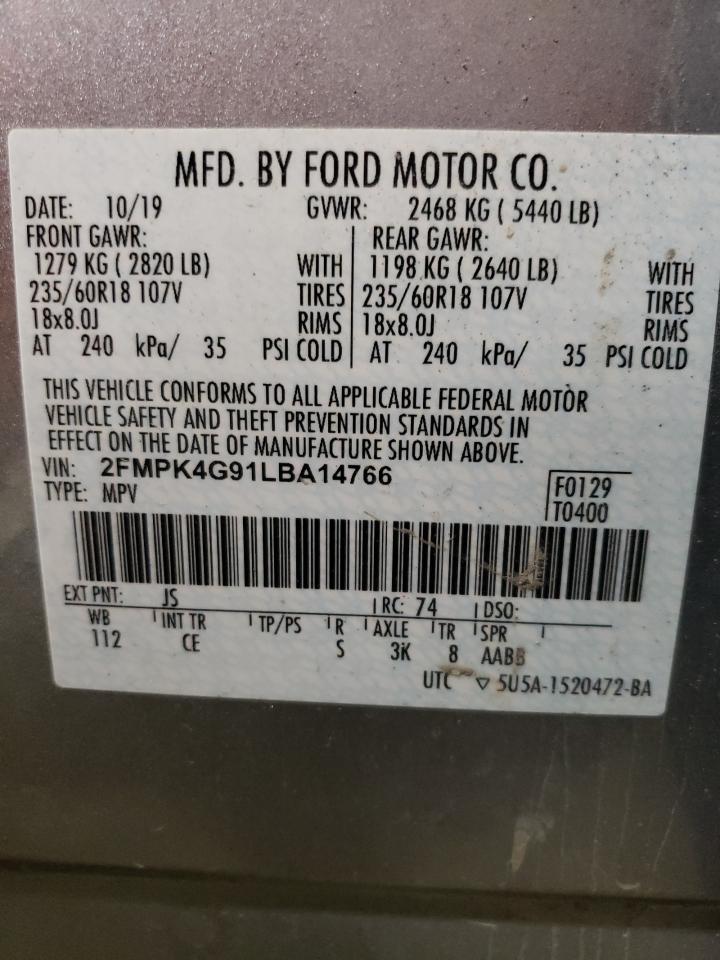 MFD. BY FORD MOTOR CO.
DATE: 10/19 GVWR: 2468 KG ( 5440 LB)
FRONT GAWR: REAR GAWR:
1279 KG ( 2820 LB) WITH 1198 KG ( 2640 LB) WITH
235/60R18 107V TIRES 235/60R18 107V TIRES
18x8.0J RIMS 18x8.0J RIMS
AT 240 kPa/ 35 PSI COLD AT 240 kPa/ 35 PSI COLD
THIS VEHICLE CONFORMS TO ALL APPLICABLE FEDERAL MOTOR
VEHICLE SAFETY AND THEFT PREVENTION STANDARDS IN
EFFECT ON THE DATE OF MANUFACTURE SHOWN ABOVE.
VIN: 2FMPK4G91LBA14766
TYPE: MPV
F0129
T0400
EXT PNT: JS RC: 74 DSO:
WB INT TR TP/PS R AXLE TR SPR
112 CE S 3K 8 AABB
UTC ▽ 5U5A-1520472-BA